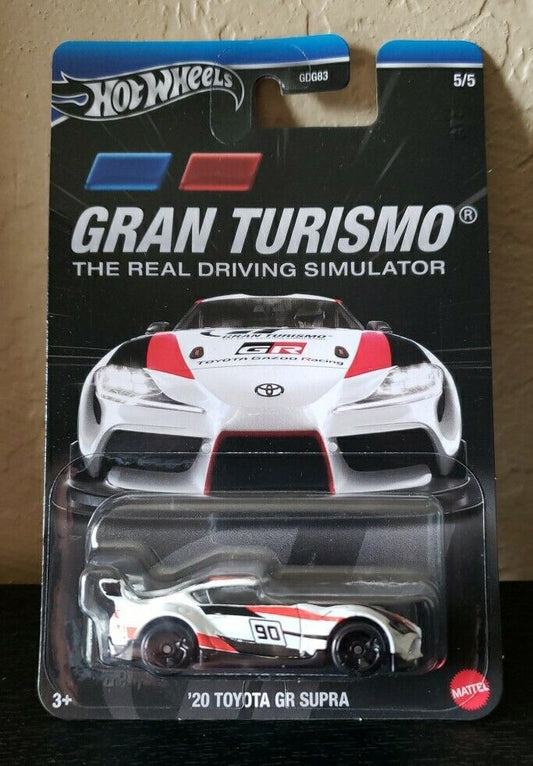 HOT WHEELS
GDG83
5/5
GRAN TURISMO®
THE REAL DRIVING SIMULATOR
GRAN TURISMO
GR
TOYOTA GAZOO Racing
90
3+
'20 TOYOTA GR SUPRA
MATTEL